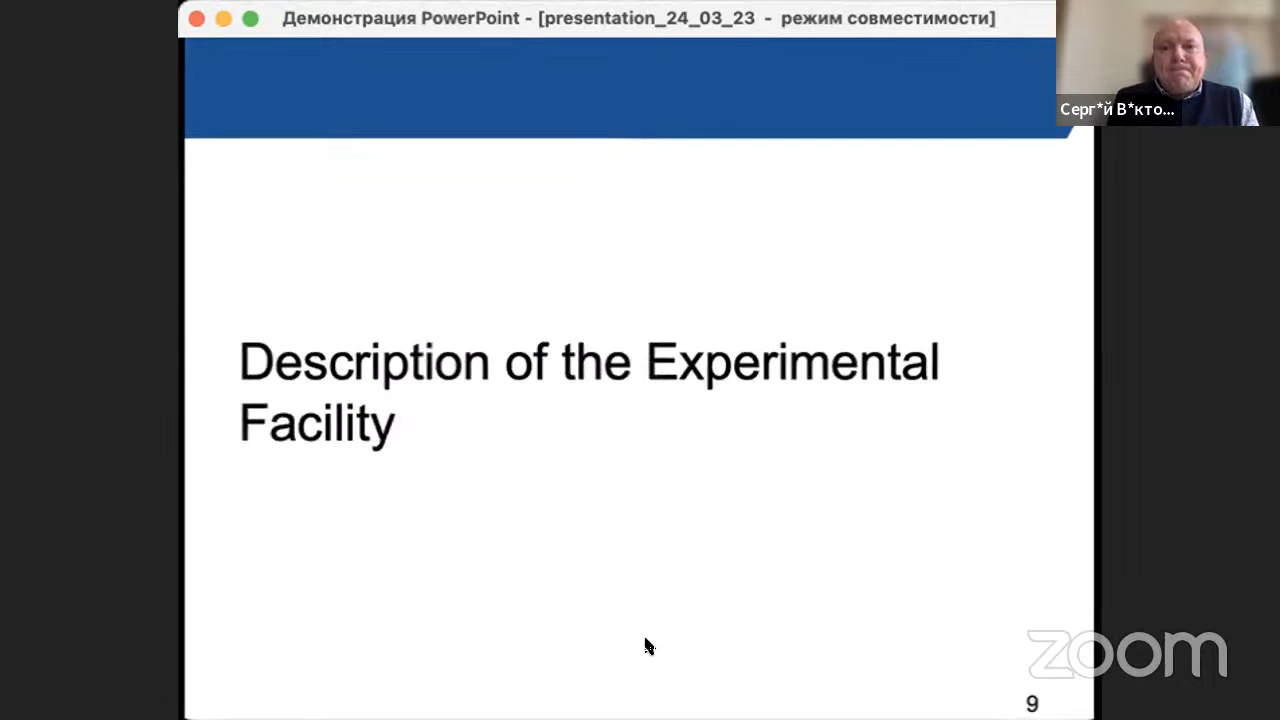 Демонстрация PowerPoint - [presentation_24_03_23 - режим совместимости]
Серг*й В*кто...
Description of the Experimental
Facility
zoom
9